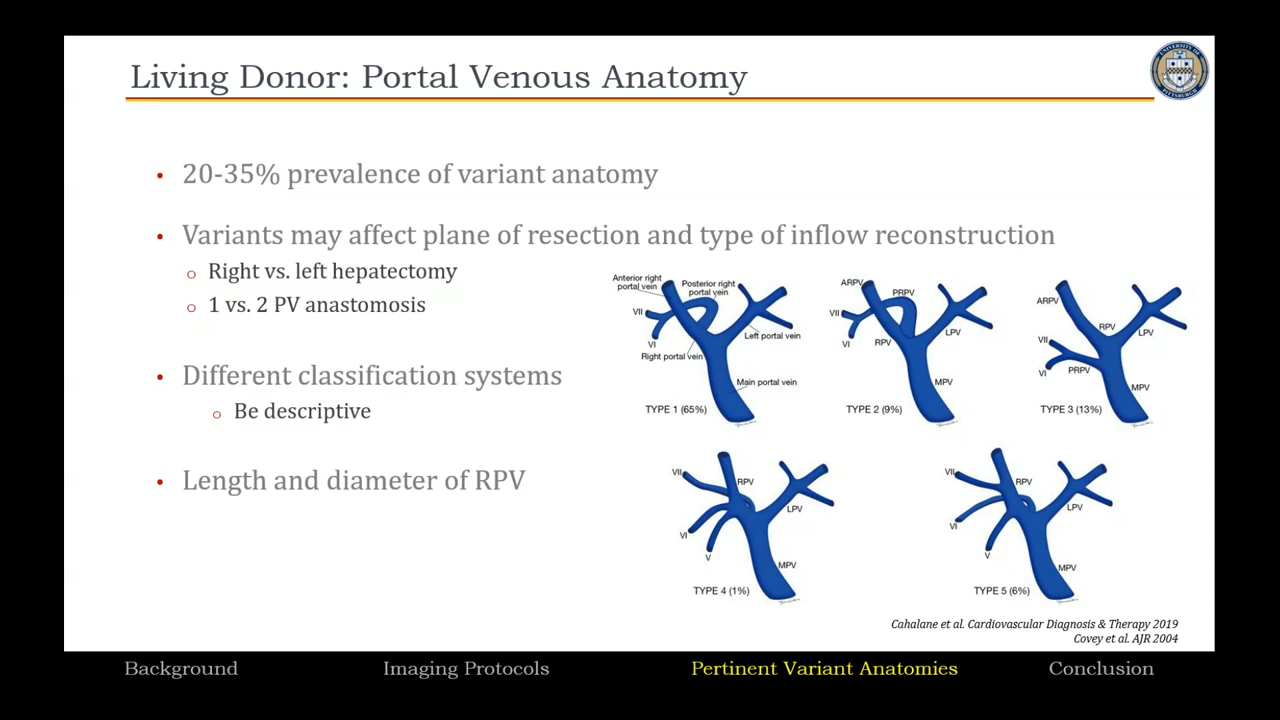 Living Donor: Portal Venous Anatomy
UNIVERSITY OF
PITTSBURGH
• 20-35% prevalence of variant anatomy
• Variants may affect plane of resection and type of inflow reconstruction
o Right vs. left hepatectomy
o 1 vs. 2 PV anastomosis
• Different classification systems
o Be descriptive
• Length and diameter of RPV
Anterior right
portal vein
Posterior right
portal vein
VII
VI
Left portal vein
Right portal vein
Main portal vein
TYPE 1 (65%)
ARPV
PRPV
VII
VI
RPV
LPV
MPV
TYPE 2 (9%)
ARPV
RPV
LPV
VII
VI
PRPV
MPV
TYPE 3 (13%)
VII
RPV
LPV
VI
V
MPV
TYPE 4 (1%)
VII
RPV
LPV
VI
V
MPV
TYPE 5 (6%)
Cahalane et al. Cardiovascular Diagnosis & Therapy 2019
Covey et al. AJR 2004
Background
Imaging Protocols
Pertinent Variant Anatomies
Conclusion